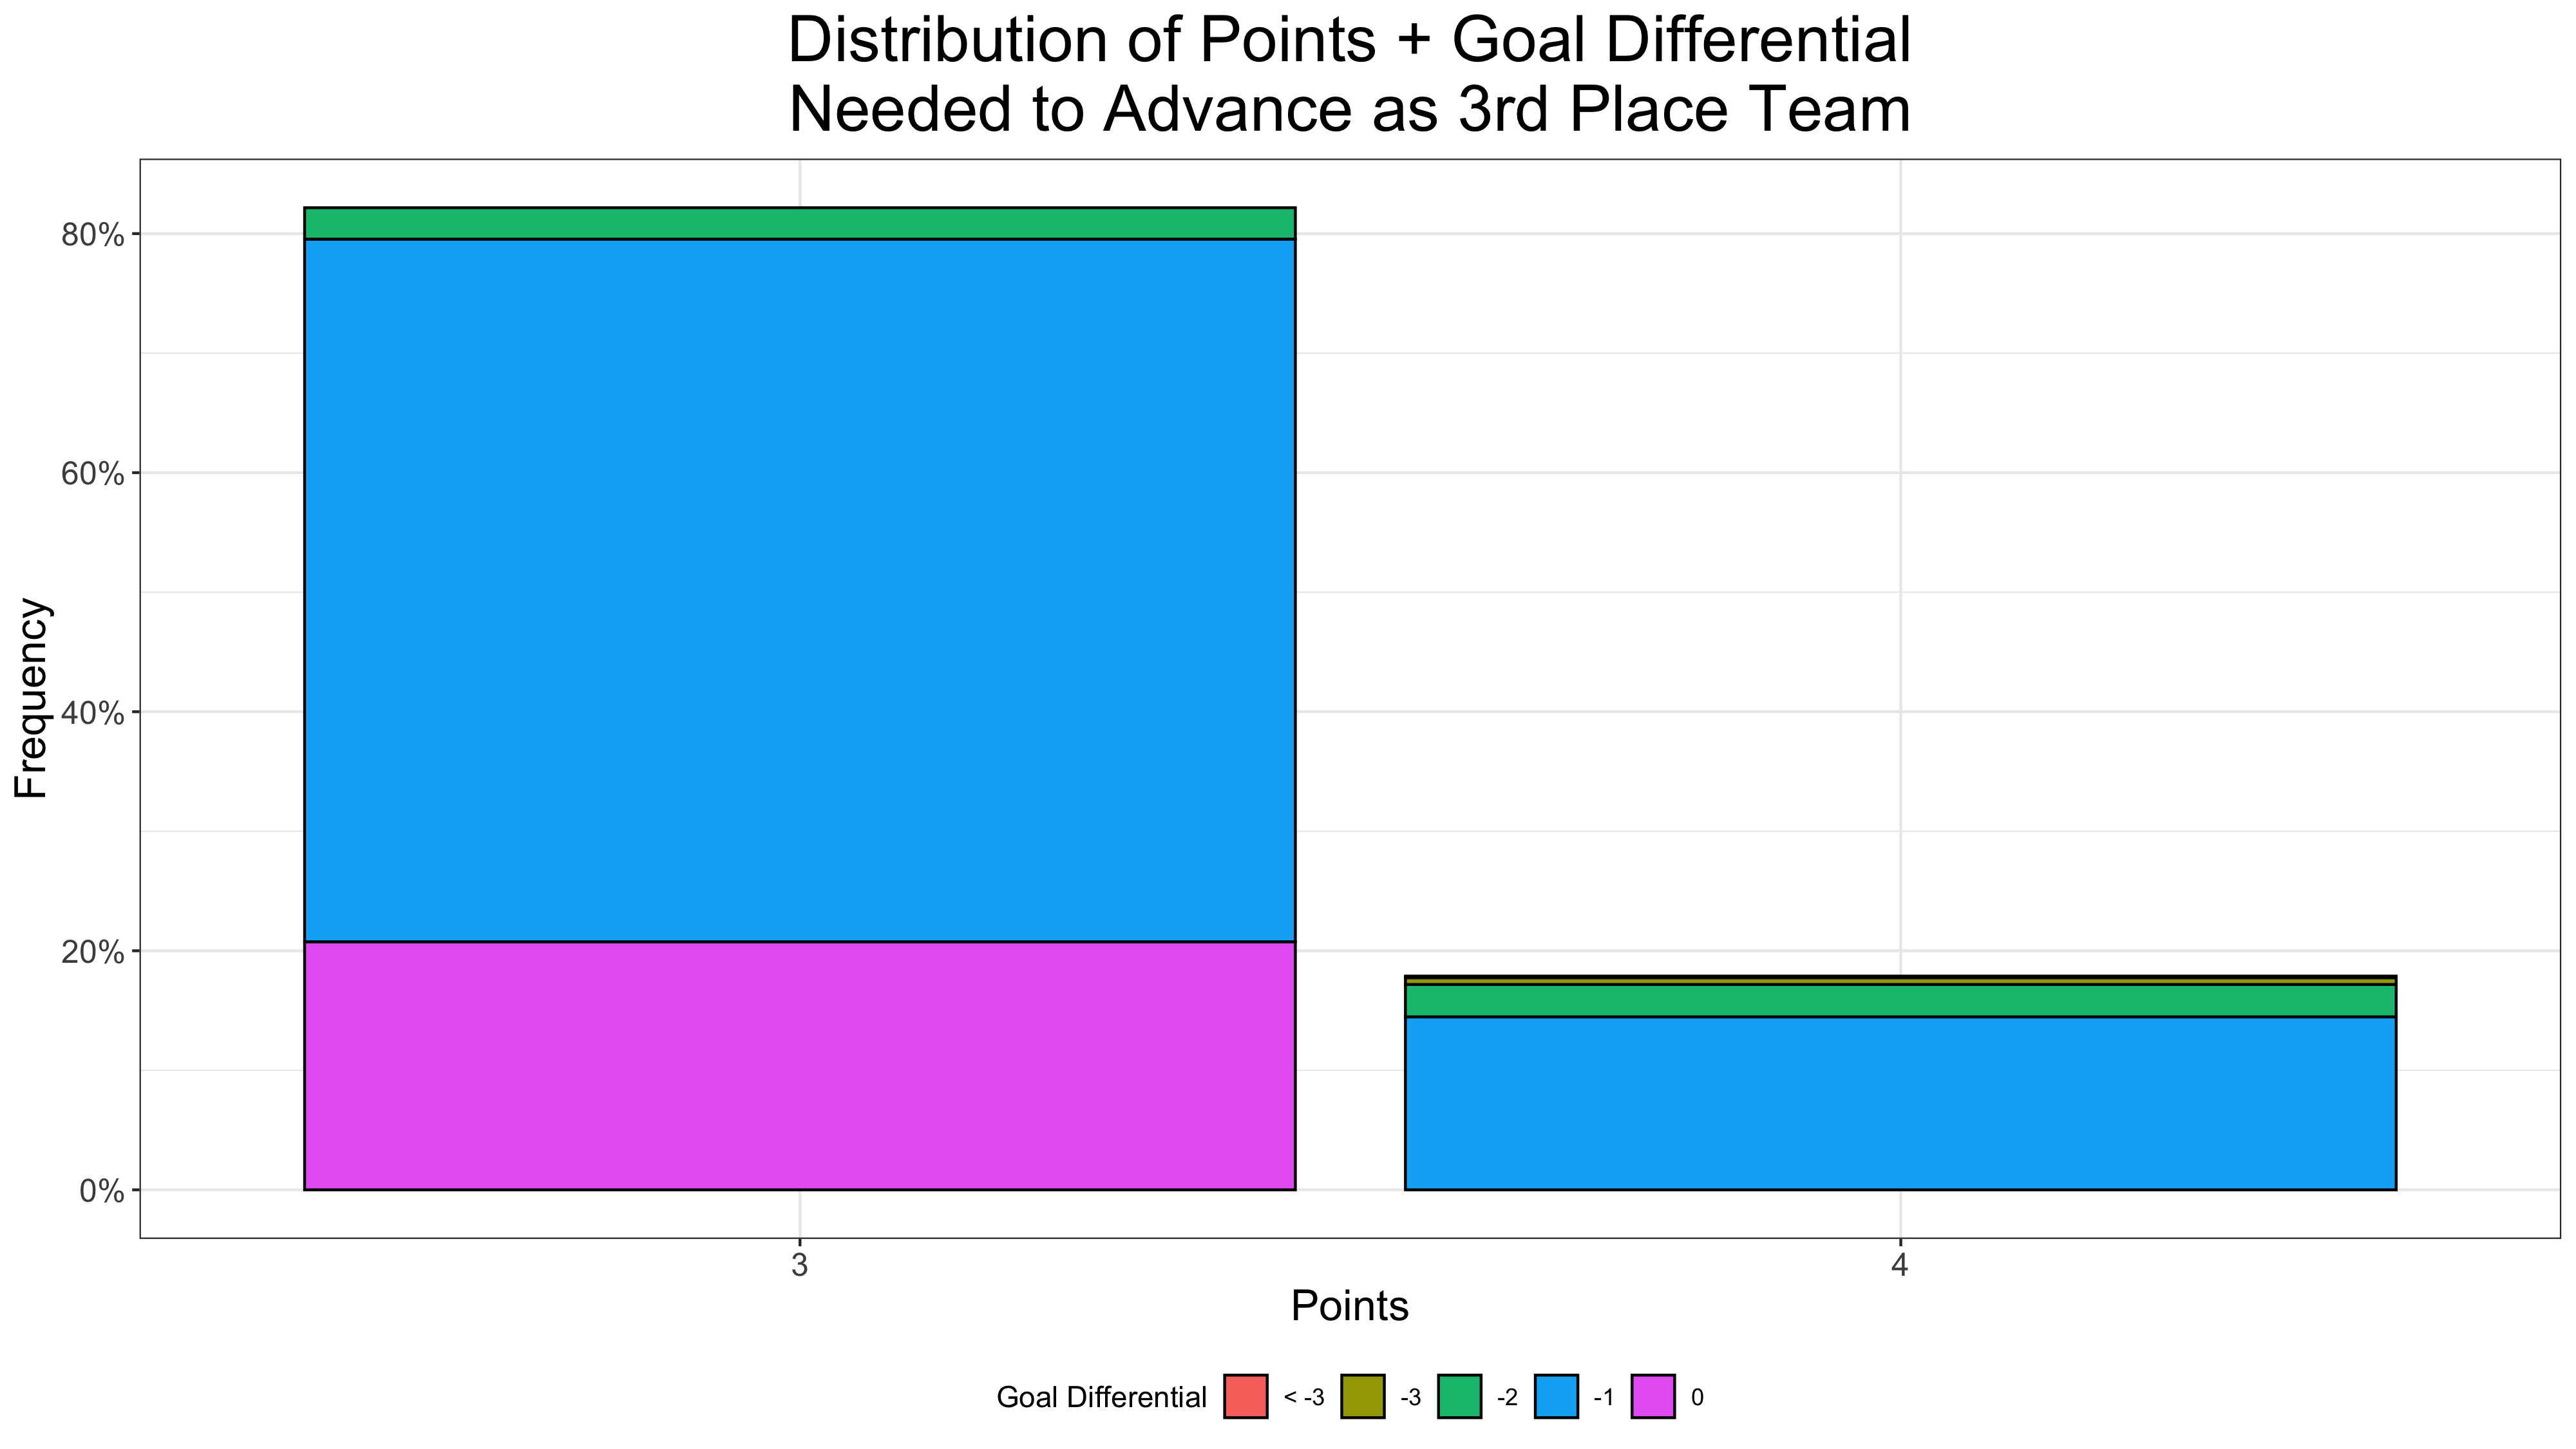 Distribution of Points + Goal Differential
Needed to Advance as 3rd Place Team
Frequency
80%
60%
40%
20%
0%
3 4
Points
Goal Differential < -3 -3 -2 -1 0